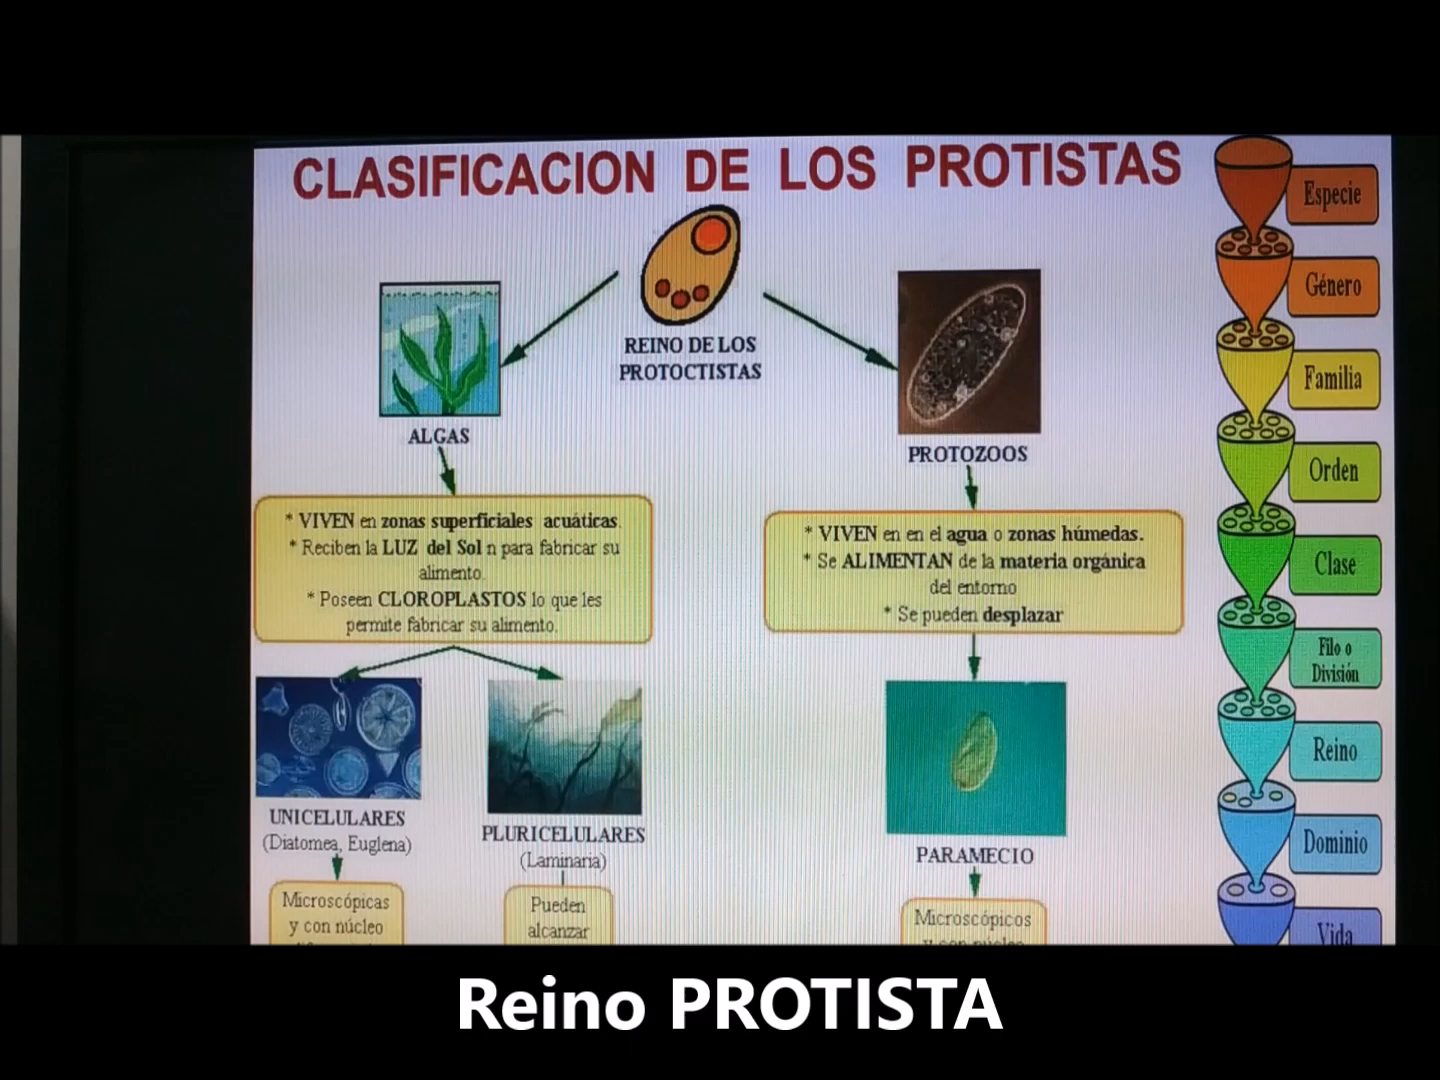 CLASIFICACION DE LOS PROTISTAS
REINO DE LOS
PROTOCTISTAS
ALGAS
PROTOZOOS
* VIVEN en zonas superficiales acuáticas.
* Reciben la LUZ del Sol n para fabricar su
alimento.
* Poseen CLOROPLASTOS lo que les
permite fabricar su alimento.
* VIVEN en en el agua o zonas húmedas.
* Se ALIMENTAN de la materia orgánica
del entorno
* Se pueden desplazar
UNICELULARES
(Diatomea, Euglena)
PLURICELULARES
(Laminaria)
PARAMECIO
Microscópicas
y con núcleo
Pueden
alcanzar
Microscópicos
y con núcleo
Especie
Género
Familia
Orden
Clase
Filo o
División
Reino
Dominio
Vida
Reino PROTISTA